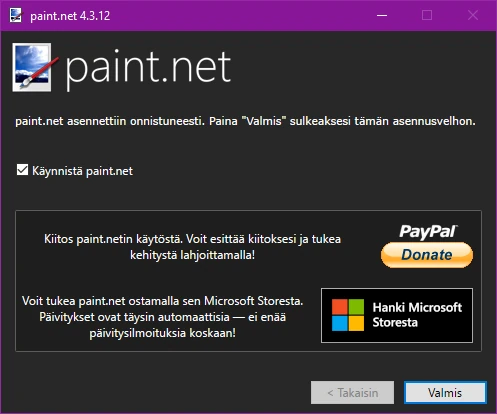 paint.net 4.3.12
paint.net
paint.net asennettiin onnistuneesti. Paina "Valmis" sulkeaksesi tämän asennusvelhon.
Käynnistä paint.net
Kiitos paint.netin käytöstä. Voit esittää kiitoksesi ja tukea
kehitystä lahjoittamalla!
PayPal
Donate
Voit tukea paint.net ostamalla sen Microsoft Storesta.
Päivitykset ovat täysin automaattisia — ei enää
päivitysilmoituksia koskaan!
Hanki Microsoft
Storesta
< Takaisin
Valmis